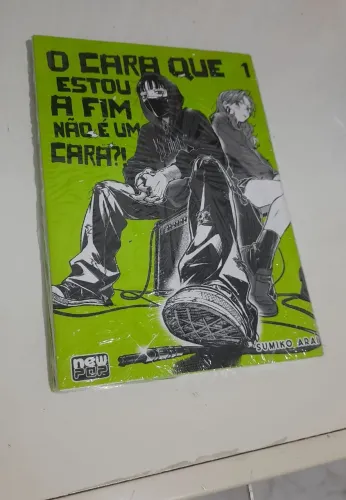 O CARA QUE 1
ESTOU
A FIM
NÃO É UM
CARA?!
new
POP
SUMIKO ARAI